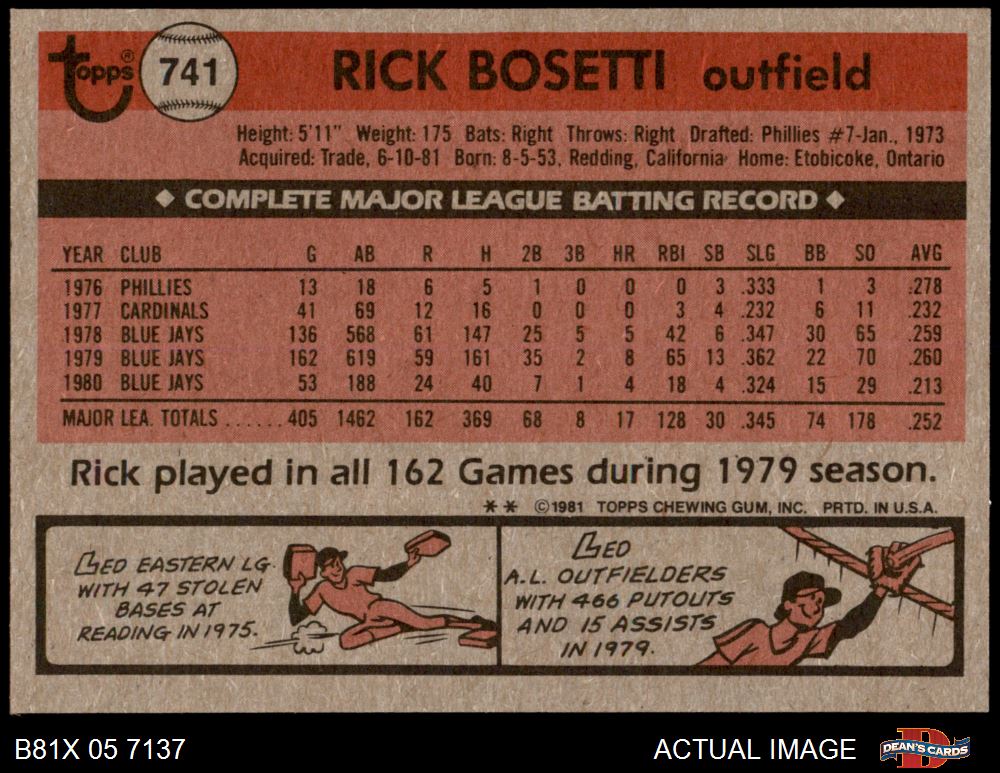 Topps®
741
RICK BOSETTI outfield
Height: 5'11" Weight: 175 Bats: Right Throws: Right Drafted: Phillies #7-Jan., 1973
Acquired: Trade, 6-10-81 Born: 8-5-53, Redding, California Home: Etobicoke, Ontario
◆ COMPLETE MAJOR LEAGUE BATTING RECORD ◆
YEAR CLUB G AB R H 2B 3B HR RBI SB SLG BB SO AVG
1976 PHILLIES 13 18 6 5 1 0 0 0 3 .333 1 3 .278
1977 CARDINALS 41 69 12 16 0 0 0 3 4 .232 6 11 .232
1978 BLUE JAYS 136 568 61 147 25 5 5 42 6 .347 30 65 .259
1979 BLUE JAYS 162 619 59 161 35 2 8 65 13 .362 22 70 .260
1980 BLUE JAYS 53 188 24 40 7 1 4 18 4 .324 15 29 .213
MAJOR LEA. TOTALS ...... 405 1462 162 369 68 8 17 128 30 .345 74 178 .252
Rick played in all 162 Games during 1979 season.
** ©1981 TOPPS CHEWING GUM, INC. PRTD. IN U.S.A.
LED EASTERN LG.
WITH 47 STOLEN
BASES AT
READING IN 1975.
LED
A.L. OUTFIELDERS
WITH 466 PUTOUTS
AND 15 ASSISTS
IN 1979.
B81X 05 7137
ACTUAL IMAGE
DEAN'S CARDS